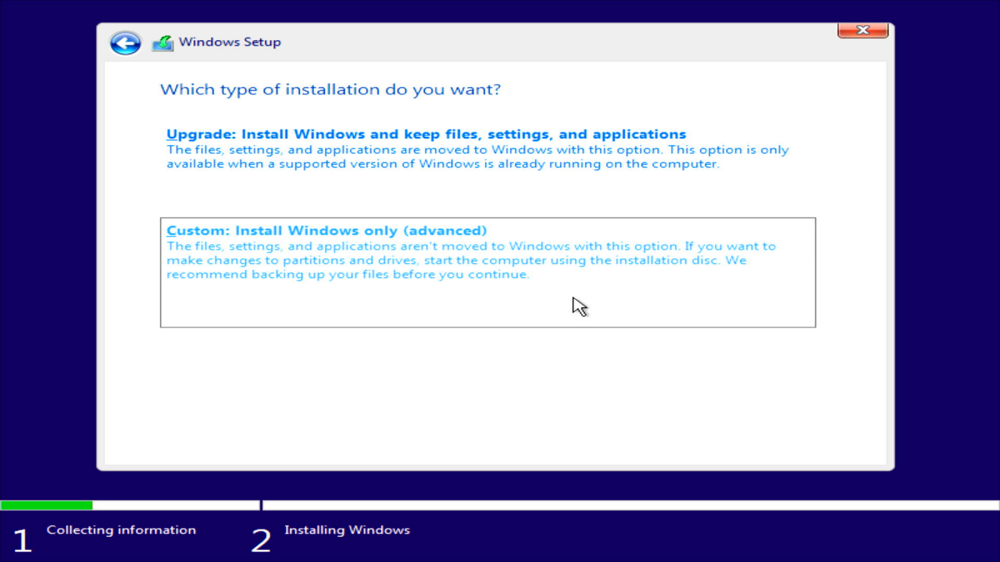 Windows Setup
Which type of installation do you want?
Upgrade: Install Windows and keep files, settings, and applications
The files, settings, and applications are moved to Windows with this option. This option is only
available when a supported version of Windows is already running on the computer.
Custom: Install Windows only (advanced)
The files, settings, and applications aren't moved to Windows with this option. If you want to
make changes to partitions and drives, start the computer using the installation disc. We
recommend backing up your files before you continue.
1 Collecting information 2 Installing Windows